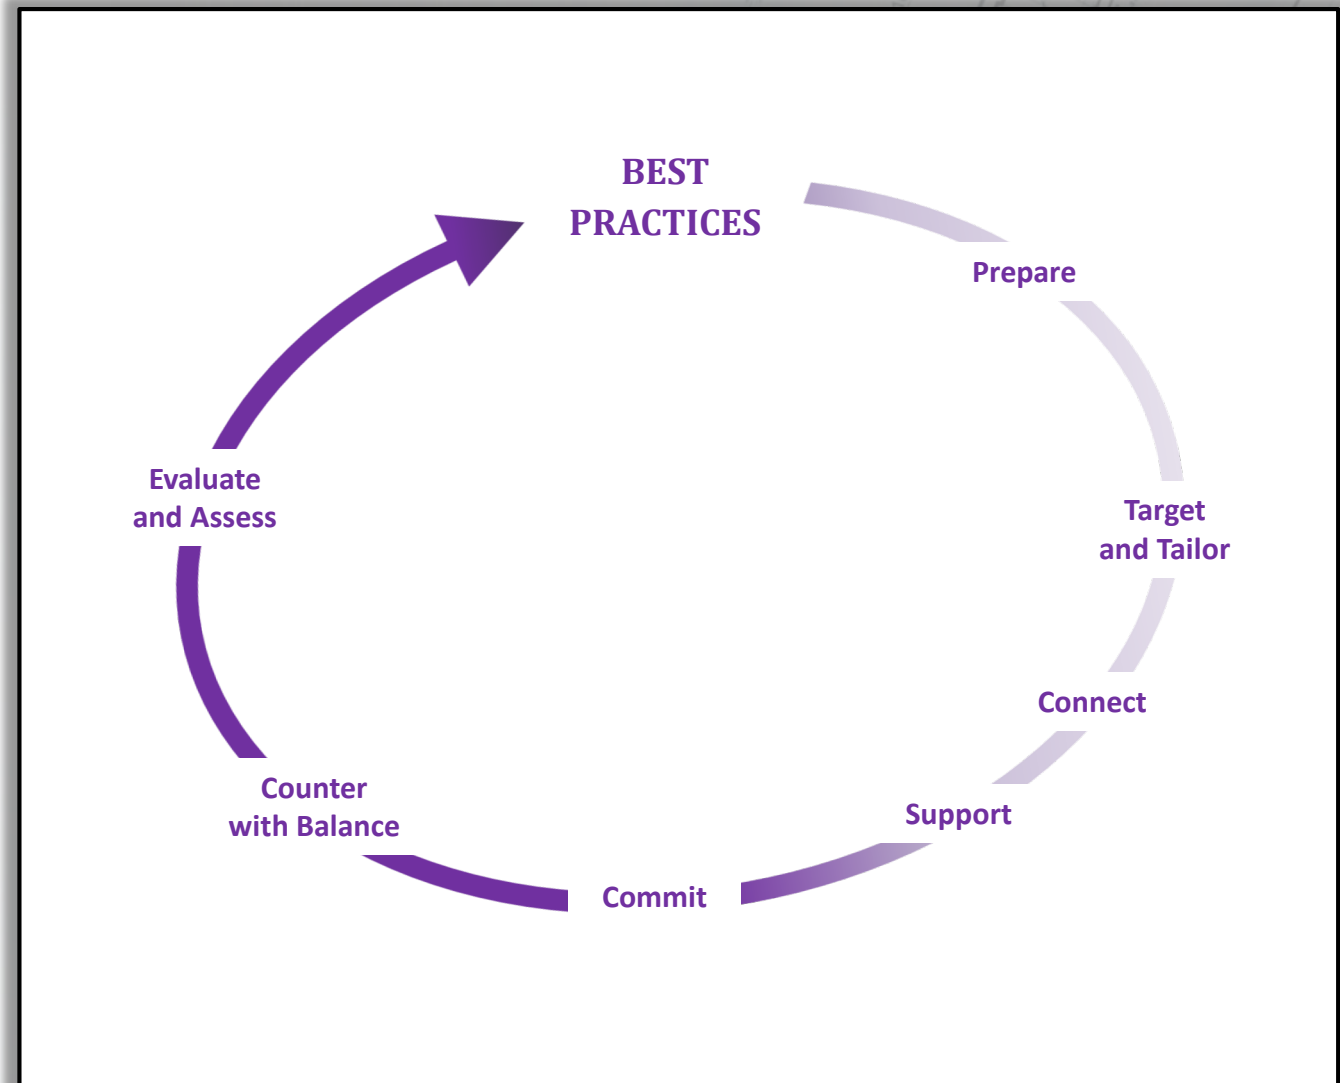 BEST
PRACTICES
Prepare
Target
and Tailor
Connect
Support
Commit
Counter
with Balance
Evaluate
and Assess